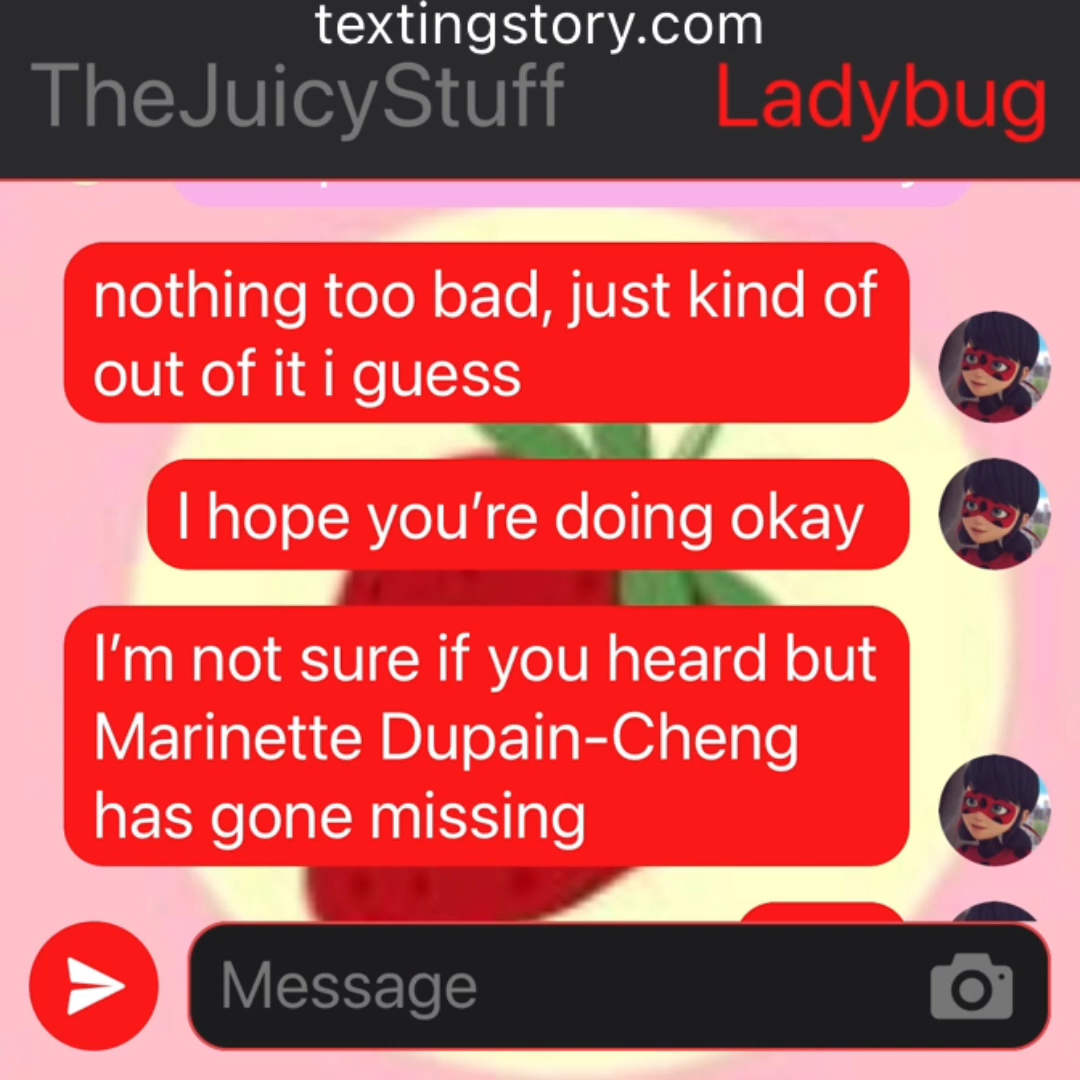 textingstory.com
TheJuicyStuff Ladybug
nothing too bad, just kind of
out of it i guess
I hope you’re doing okay
I’m not sure if you heard but
Marinette Dupain-Cheng
has gone missing
Message